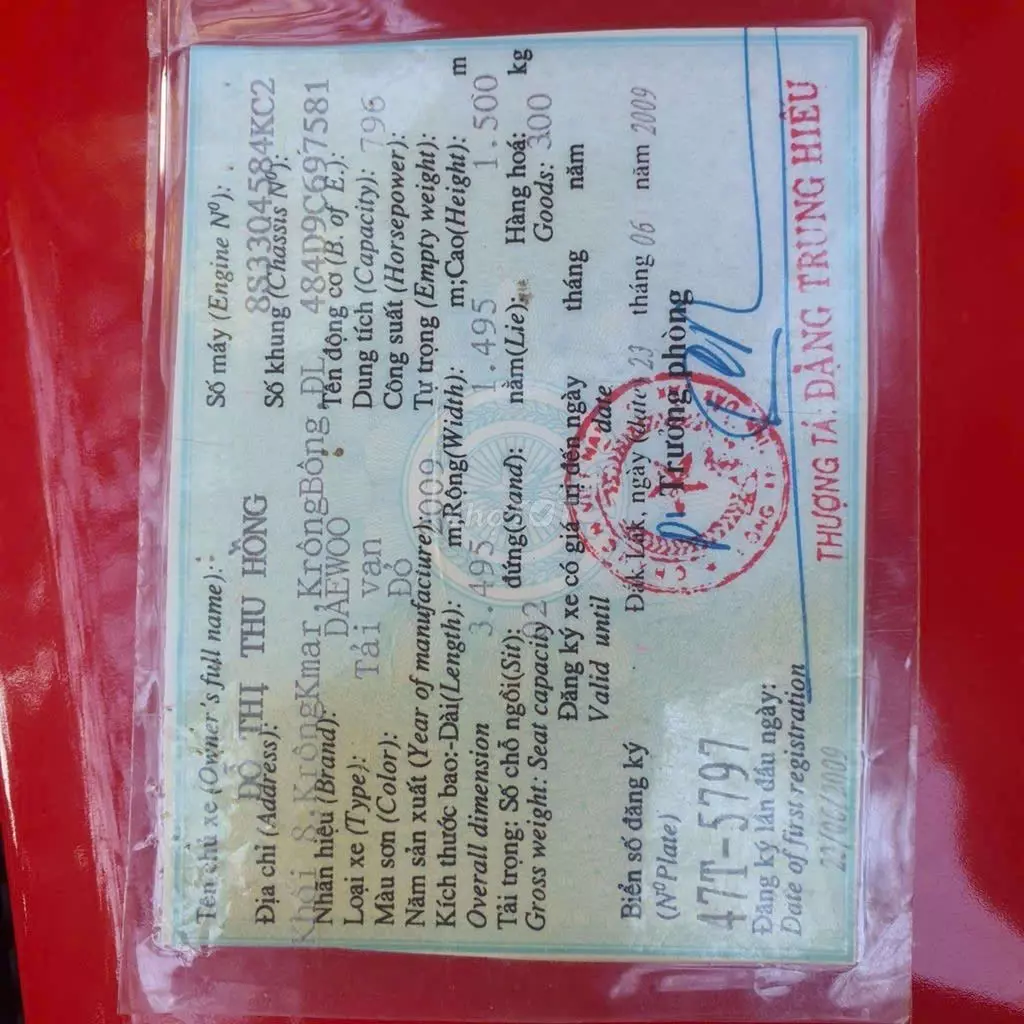 Tên chủ xe (Owner's full name):
ĐỖ THỊ THU HỒNG
Địa chỉ (Address):
Khối 8 KrôngKmar KrôngBông ĐL
Nhãn hiệu (Brand): DAEWOO
Loại xe (Type): Tải van
Màu sơn (Color): Đỏ
Năm sản xuất (Year of manufacture): 2009
Số máy (Engine Nº):
8S3304584KC2
Số khung (Chassis Nº):
484D9C697581
Tên động cơ (B. of E.):
Dung tích (Capacity): 796
Công suất (Horsepower):
Tự trọng (Empty weight):
Kích thước bao:-Dài(Length): m;Rộng(Width): m;Cao(Height): m
Overall dimension 3.495 1.495 1.500
Tải trọng: Số chỗ ngồi(Sit): đứng(Stand): nằm(Lie); Hàng hoá: kg
Gross weight: Seat capacity 02 Goods: 300
Đăng ký xe có giá trị đến ngày tháng năm
Valid until date
Biển số đăng ký
(NºPlate)
47T-5797
Đăng ký lần đầu ngày:
Date of first registration
23/06/2009
Đắk Lắk, ngày (date) 23 tháng 06 năm 2009
Trưởng phòng
THƯỢNG TÁ: ĐẶNG TRUNG HIẾU